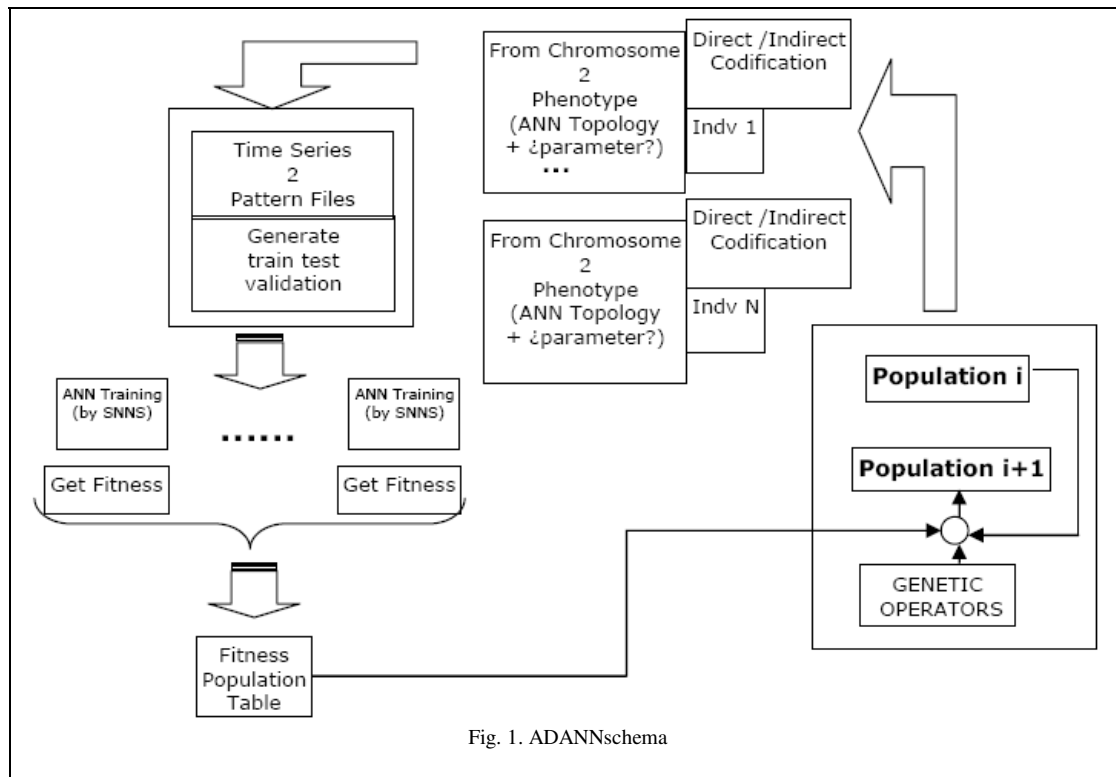 From Chromosome
2
Phenotype
(ANN Topology
+ ¿parameter?)
...
Direct /Indirect
Codification
Indv 1
From Chromosome
2
Phenotype
(ANN Topology
+ ¿parameter?)
Direct /Indirect
Codification
Indv N
Time Series
2
Pattern Files
Generate
train test
validation
ANN Training
(by SNNS)
......
ANN Training
(by SNNS)
Get Fitness
Get Fitness
Fitness
Population
Table
Population i
Population i+1
GENETIC
OPERATORS
Fig. 1. ADANNschema